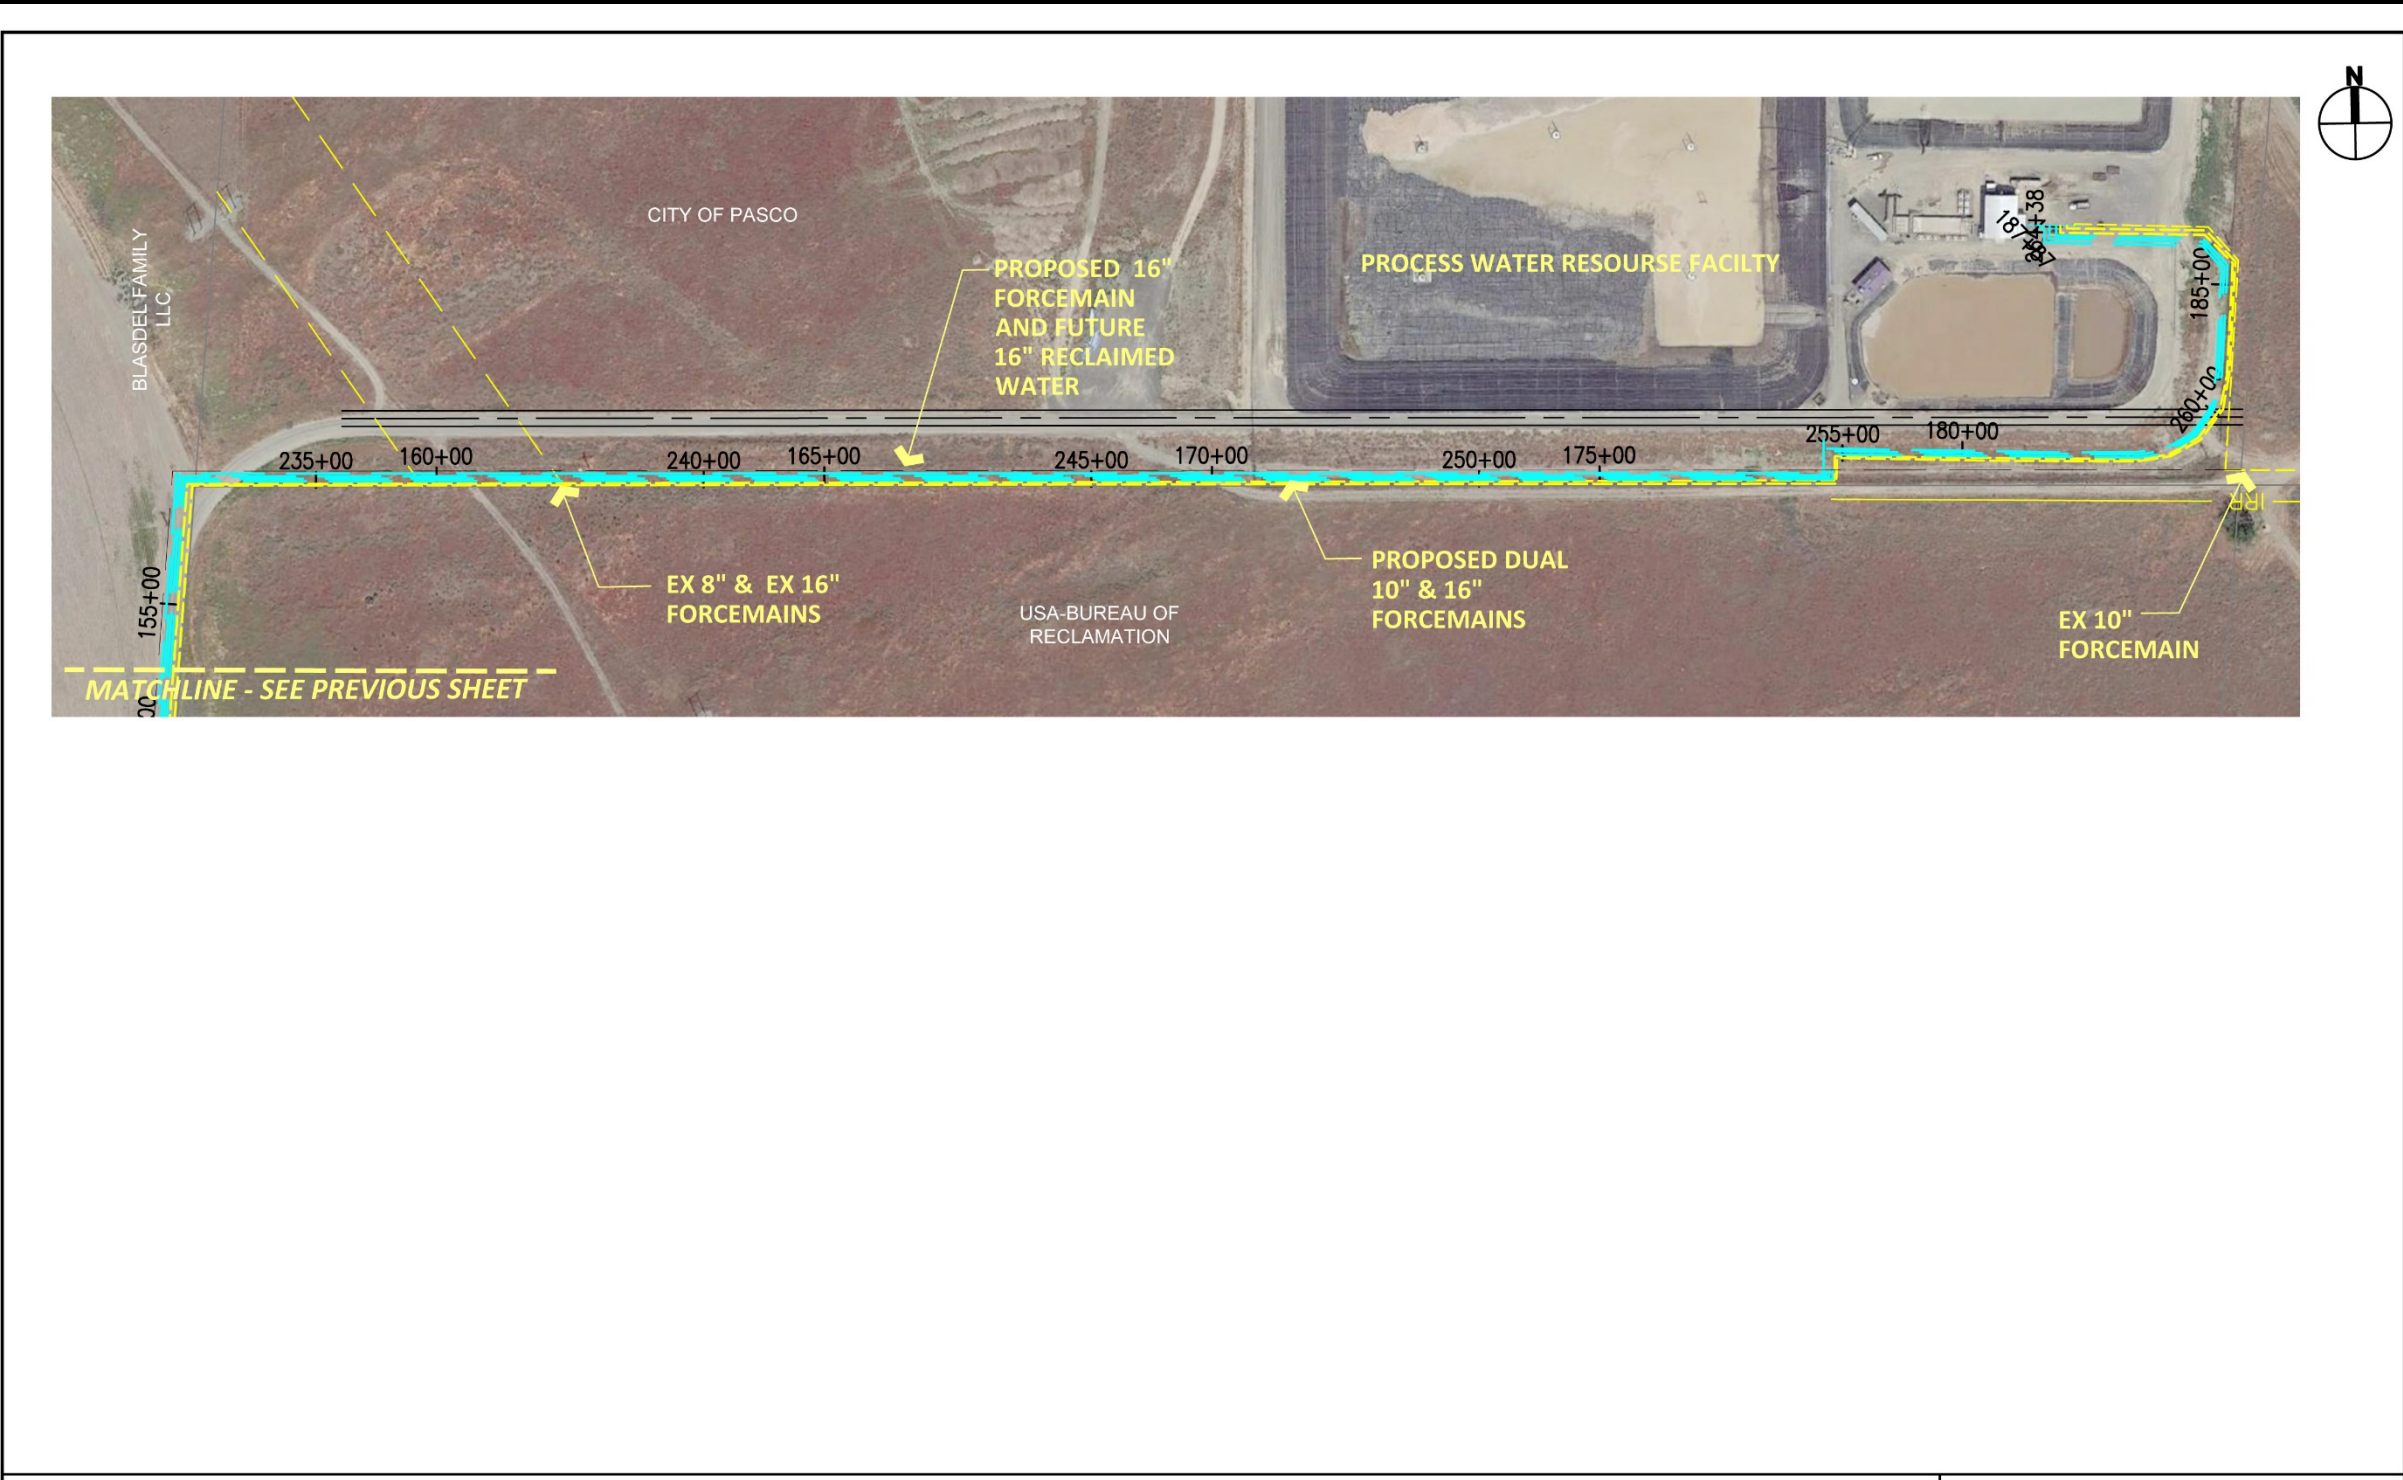 N
CITY OF PASCO
BLASDEL FAMILY
LLC
PROPOSED 16"
FORCEMAIN
AND FUTURE
16" RECLAIMED
WATER
PROCESS WATER RESOURSE FACILTY
185+00
260+00
235+00
160+00
240+00
165+00
245+00
170+00
250+00
175+00
255+00
180+00
IRR
155+00
EX 8" & EX 16"
FORCEMAINS
USA-BUREAU OF
RECLAMATION
PROPOSED DUAL
10" & 16"
FORCEMAINS
EX 10"
FORCEMAIN
MATCHLINE - SEE PREVIOUS SHEET